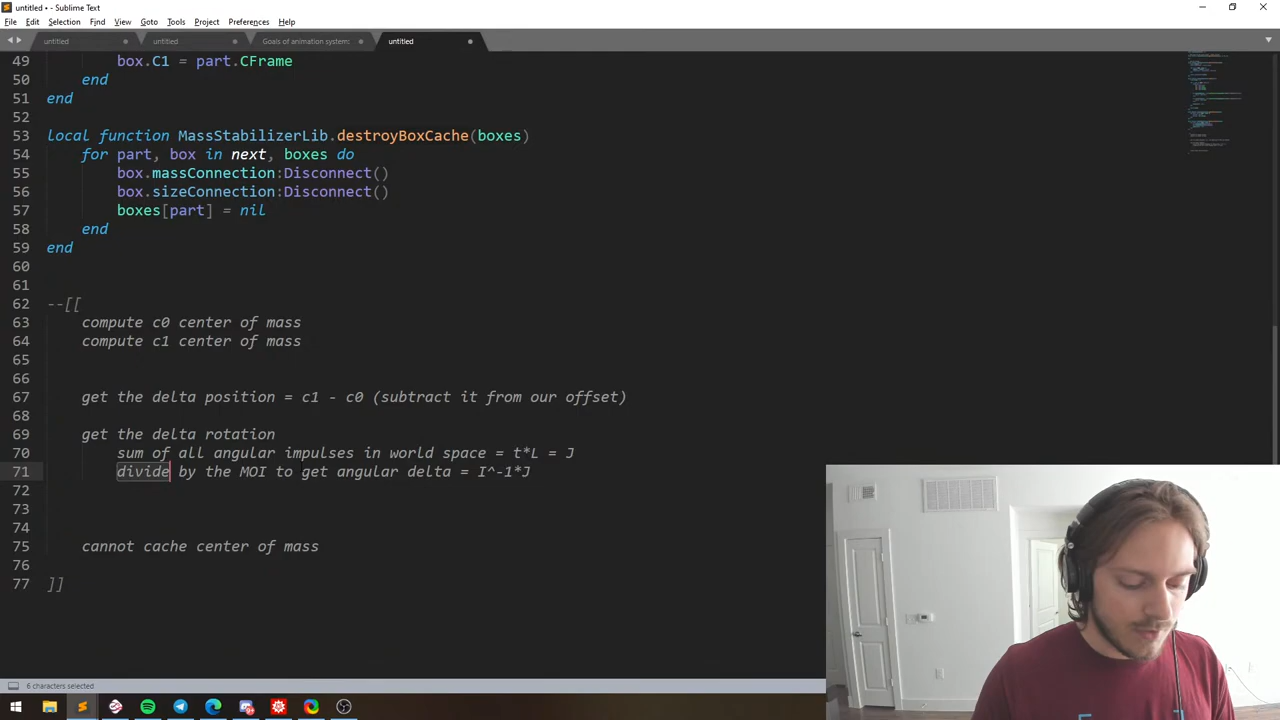 untitled • - Sublime Text
File Edit Selection Find View Goto Tools Project Preferences Help
untitled untitled Goals of animation system: untitled
49 box.C1 = part.CFrame
50 end
51 end
52
53 local function MassStabilizerLib.destroyBoxCache(boxes)
54 for part, box in next, boxes do
55 box.massConnection:Disconnect()
56 box.sizeConnection:Disconnect()
57 boxes[part] = nil
58 end
59 end
60
61
62 --[[
63 compute c0 center of mass
64 compute c1 center of mass
65
66
67 get the delta position = c1 - c0 (subtract it from our offset)
68
69 get the delta rotation
70 sum of all angular impulses in world space = t*L = J
71 divide by the MOI to get angular delta = I^-1*J
72
73
74
75 cannot cache center of mass
76
77 ]]
6 characters selected